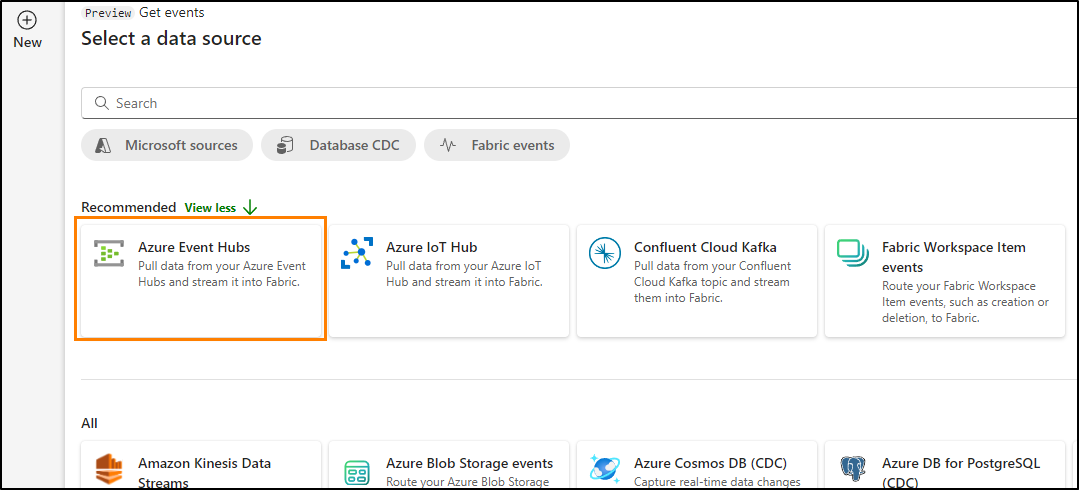 Preview Get events
New
Select a data source
Search
Microsoft sources Database CDC Fabric events
Recommended View less
Azure Event Hubs
Pull data from your Azure Event
Hubs and stream it into Fabric.
Azure IoT Hub
Pull data from your Azure IoT
Hub and stream it into Fabric.
Confluent Cloud Kafka
Pull data from your Confluent
Cloud Kafka topic and stream
them into Fabric.
Fabric Workspace Item
events
Route your Fabric Workspace
Item events, such as creation or
deletion, to Fabric.
All
Amazon Kinesis Data
Streams
Azure Blob Storage events
Route your Azure Blob Storage
Azure Cosmos DB (CDC)
Capture real-time data changes
Azure DB for PostgreSQL
(CDC)